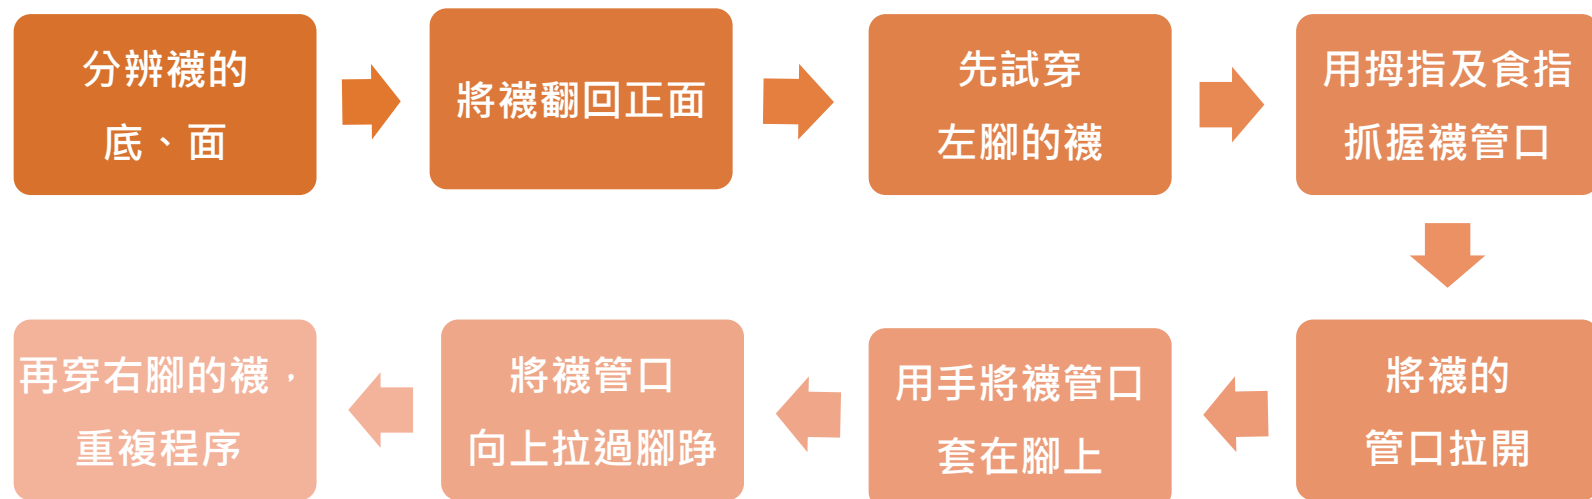 分辨襪的
底、面
將襪翻回正面
先試穿
左腳的襪
用拇指及食指
抓握襪管口
將襪的
管口拉開
用手將襪管口
套在腳上
將襪管口
向上拉過腳踭
再穿右腳的襪，
重複程序